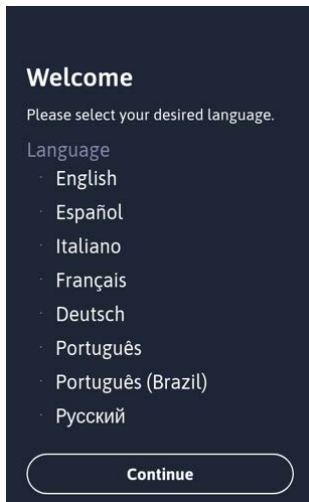 Welcome
Please select your desired language.
Language
English
Español
Italiano
Français
Deutsch
Português
Português (Brazil)
Русский
Continue